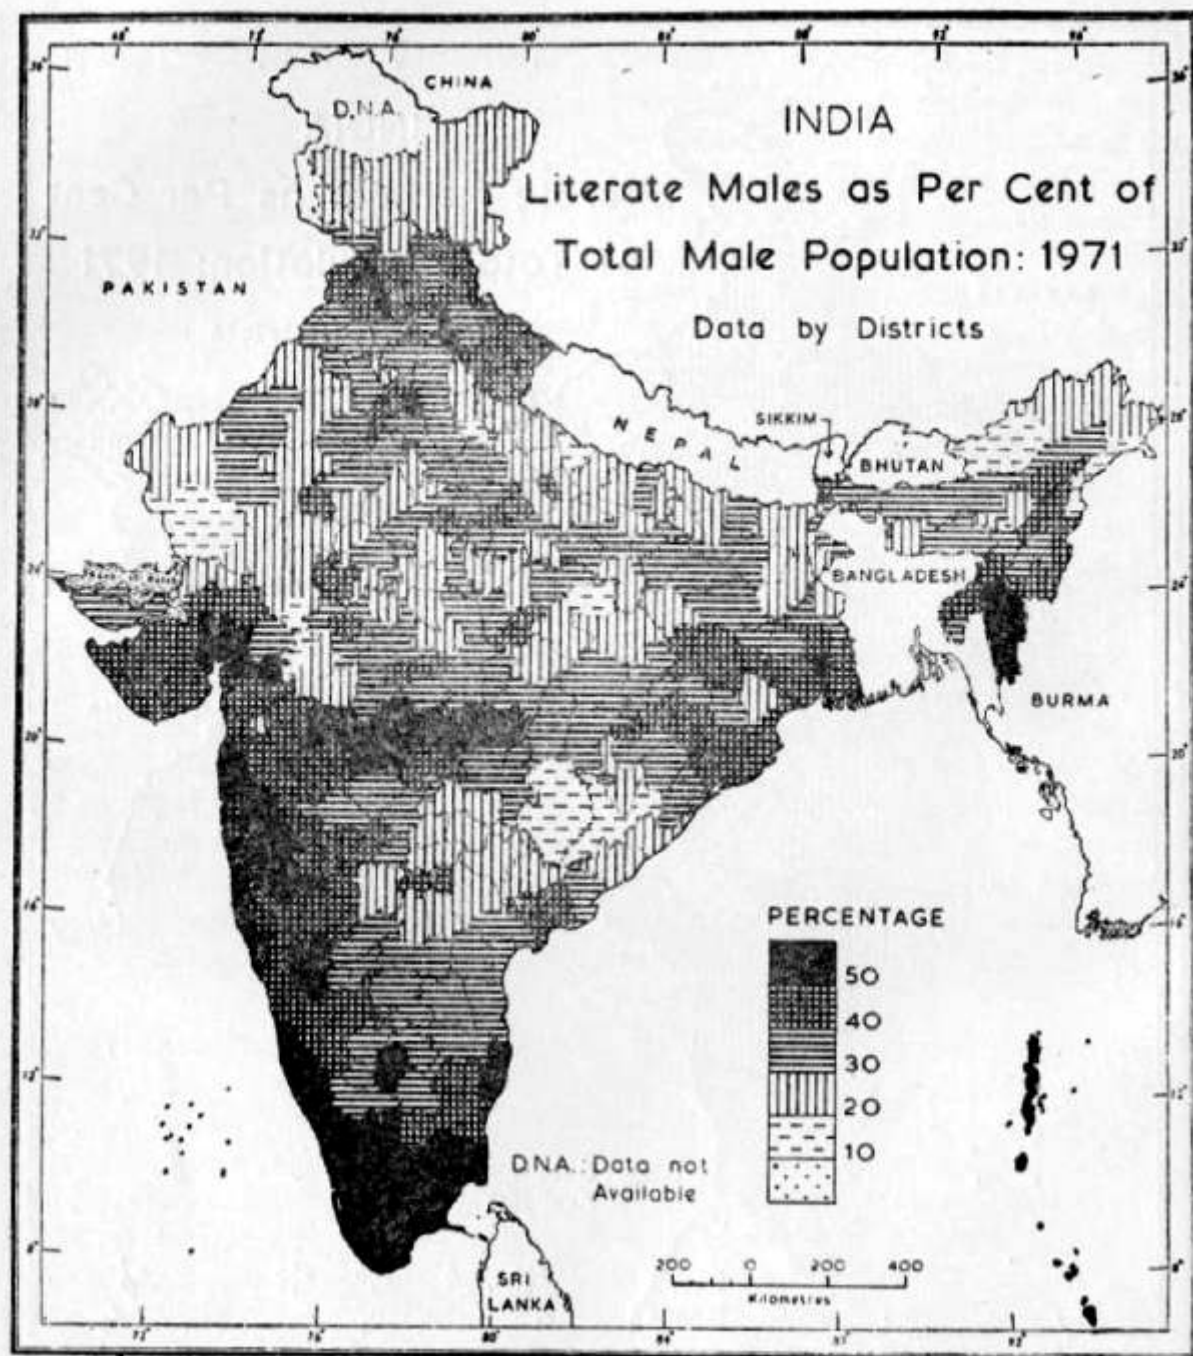 INDIA
Literate Males as Per Cent of
Total Male Population: 1971
Data by Districts
CHINA
D.N.A.
PAKISTAN
NEPAL
SIKKIM
BHUTAN
BANGLADESH
BURMA
PERCENTAGE
50
40
30
20
10
D.N.A.: Data not
Available
200 0 200 400
Kilometres
SRI
LANKA